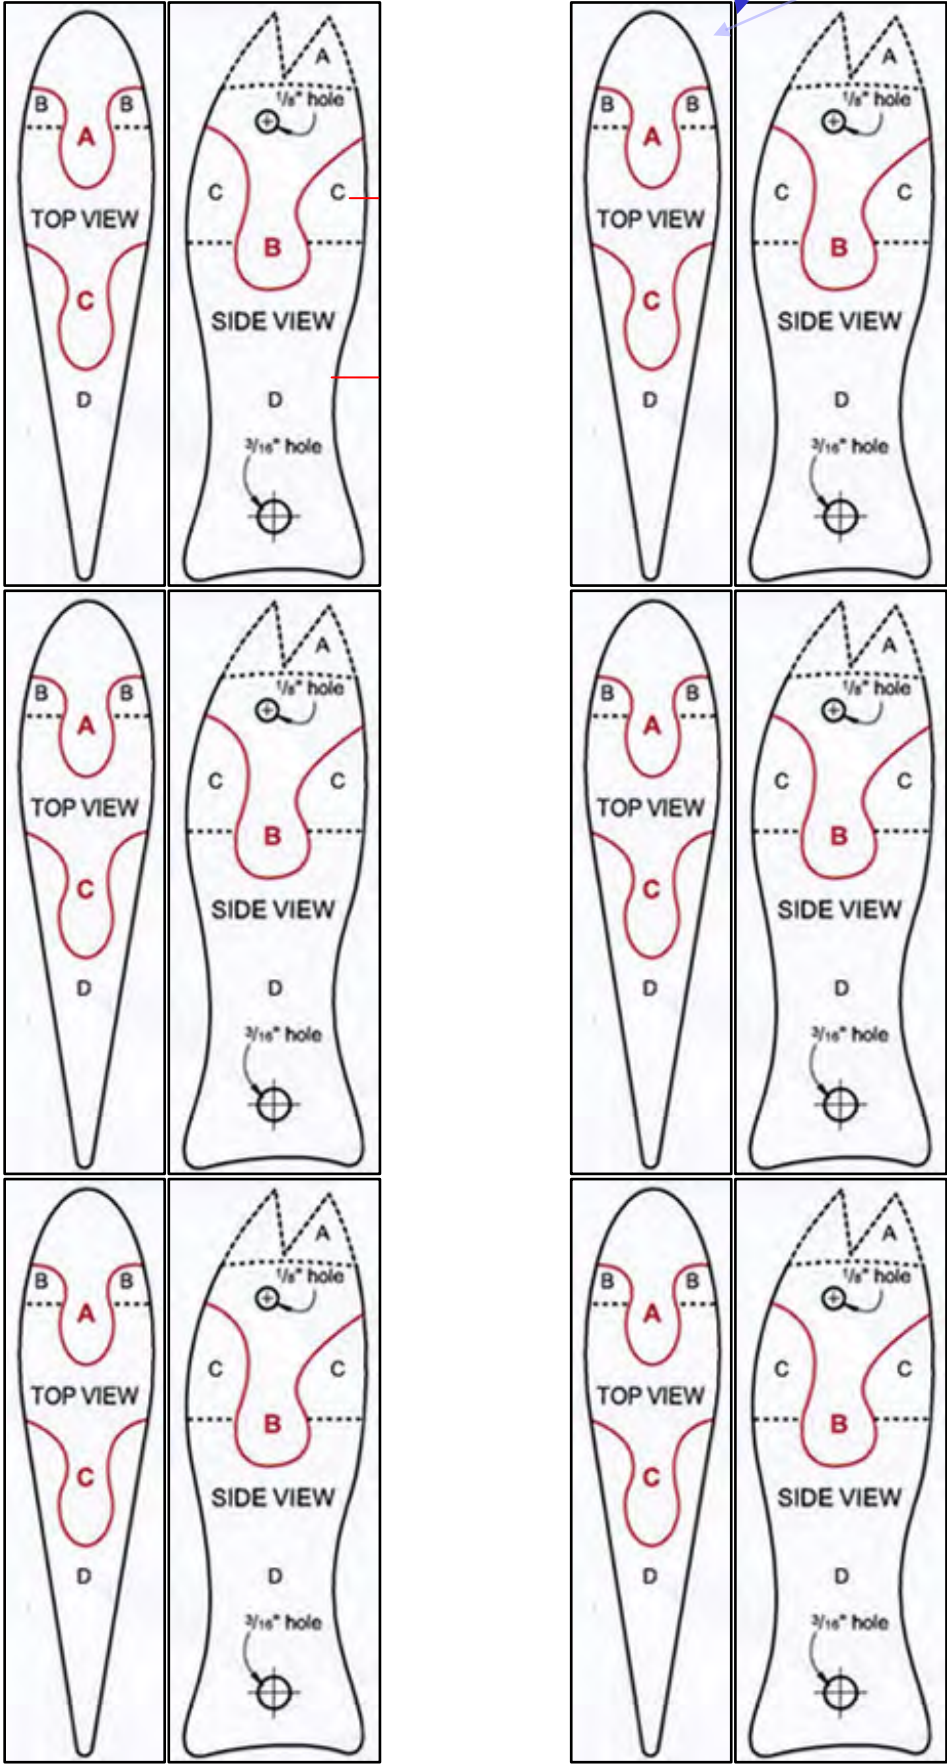 A
1/8" hole
B B
A
C C
TOP VIEW
B
C
SIDE VIEW
D D
3/16" hole
A
1/8" hole
B B
A
C C
TOP VIEW
B
C
SIDE VIEW
D D
3/16" hole
A
1/8" hole
B B
A
C C
TOP VIEW
B
C
SIDE VIEW
D D
3/16" hole
A
1/8" hole
B B
A
C C
TOP VIEW
B
C
SIDE VIEW
D D
3/16" hole
A
1/8" hole
B B
A
C C
TOP VIEW
B
C
SIDE VIEW
D D
3/16" hole
A
1/8" hole
B B
A
C C
TOP VIEW
B
C
SIDE VIEW
D D
3/16" hole